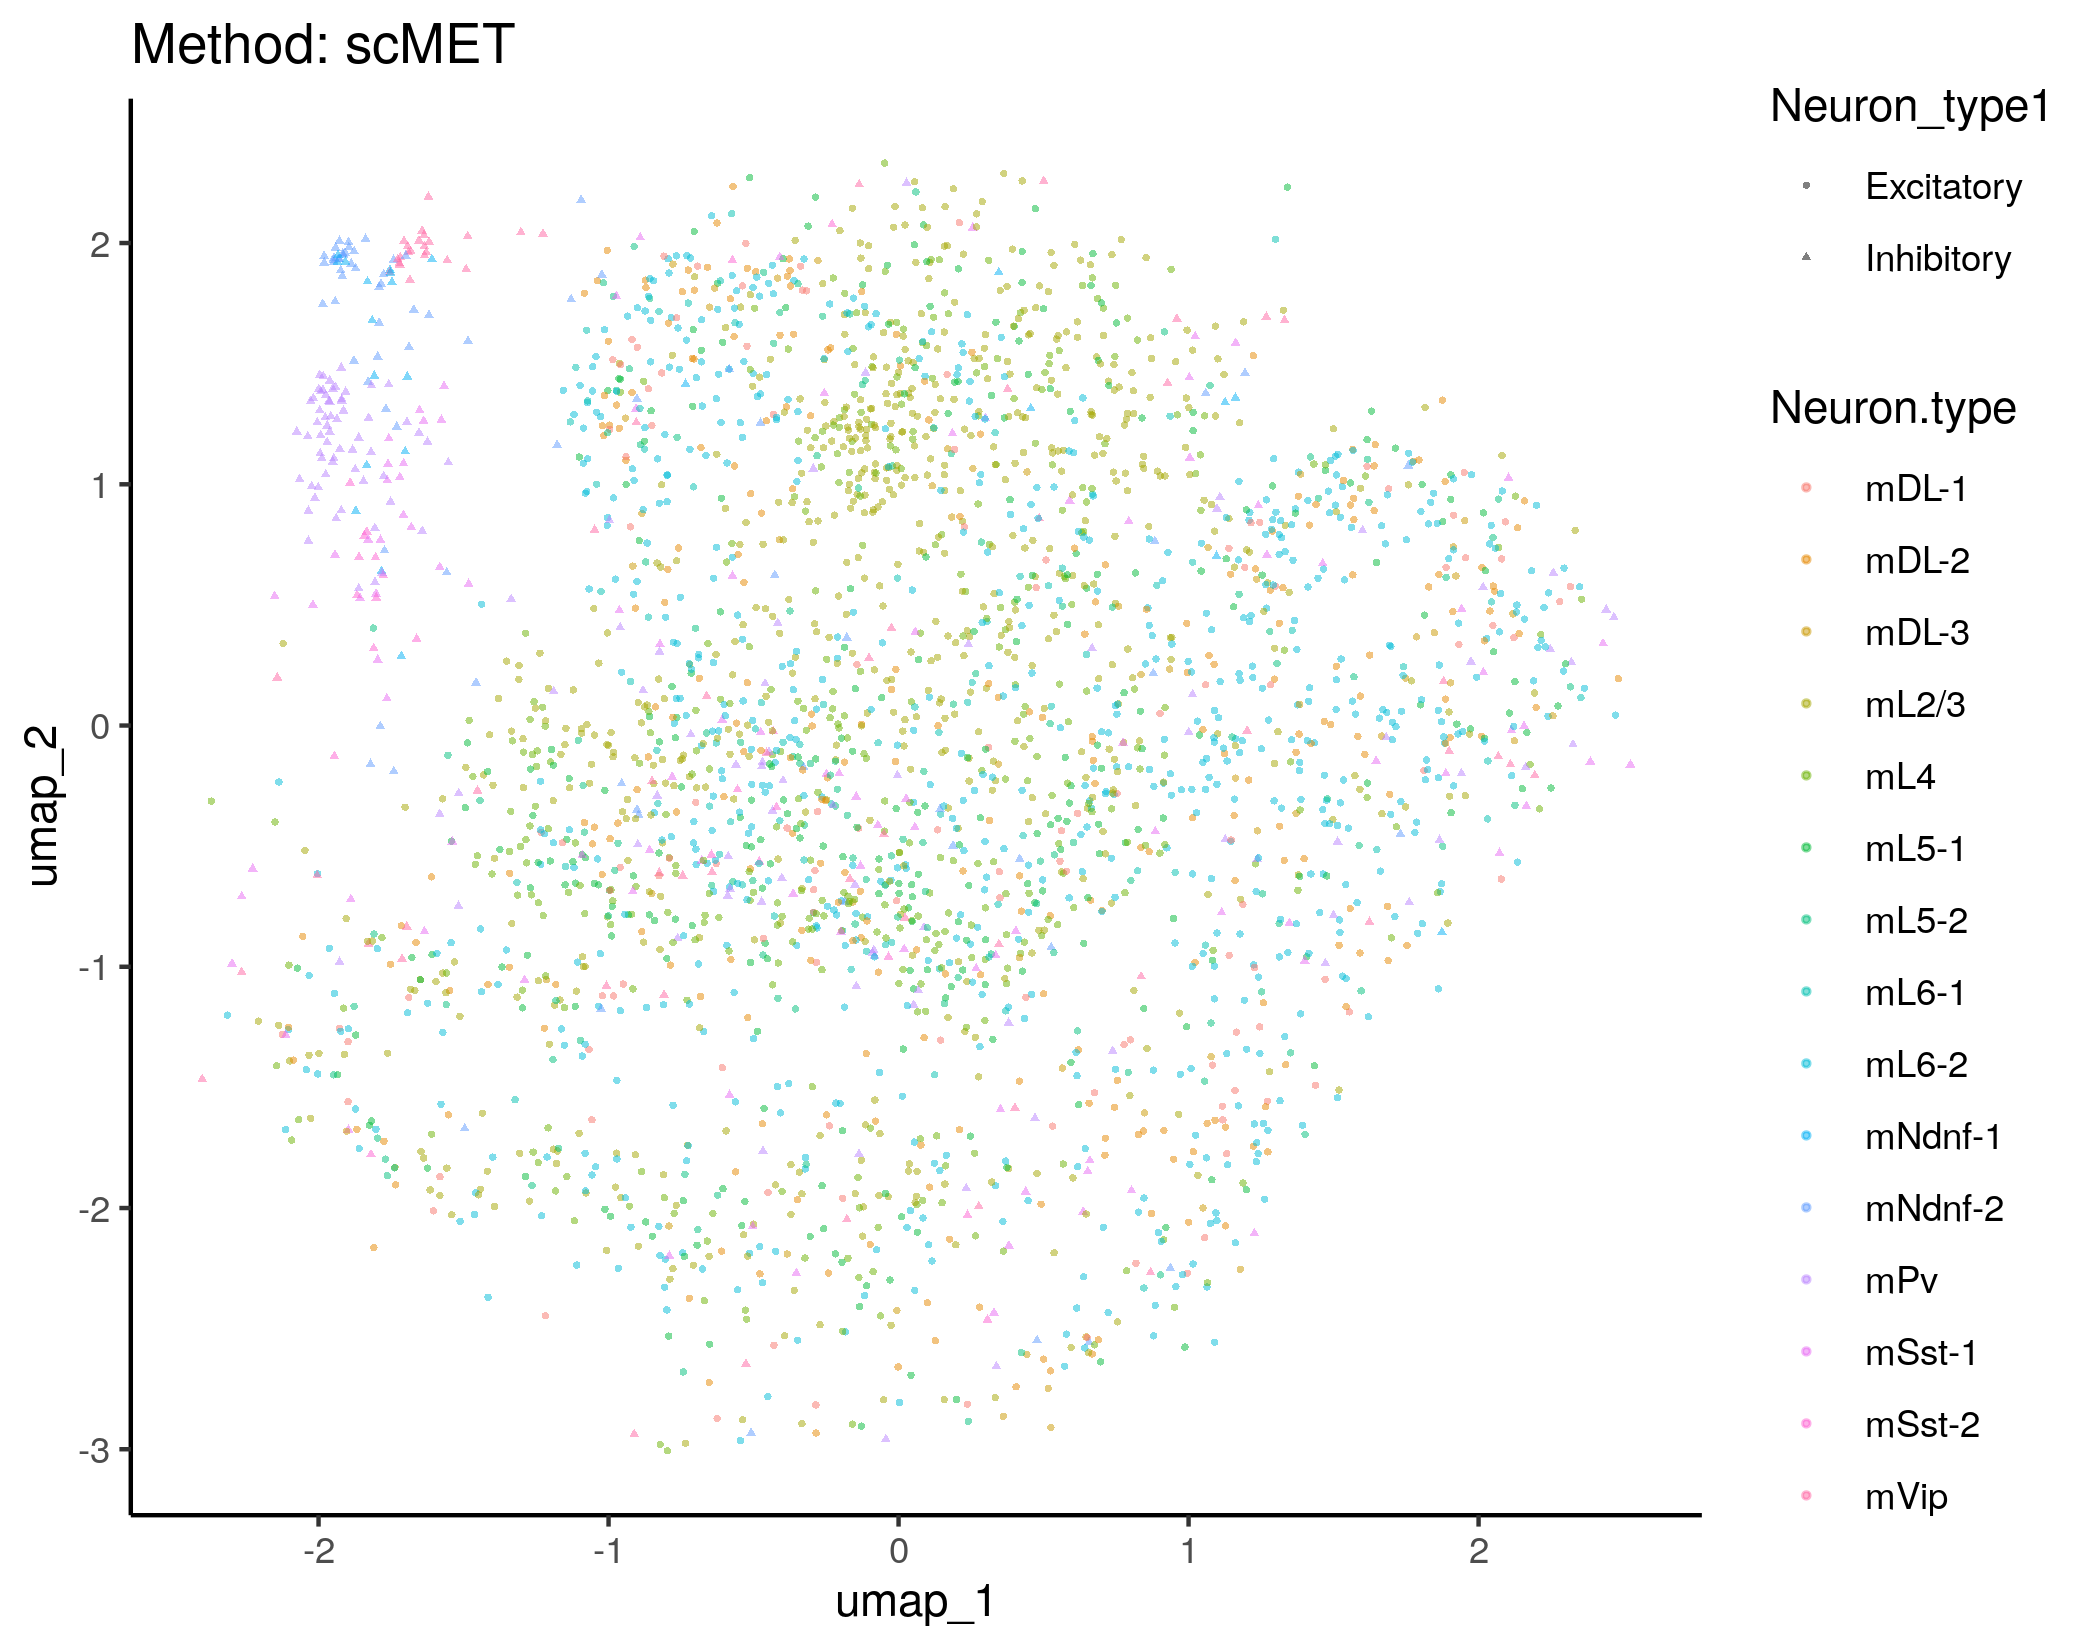 Method: scMET
umap_2
2
1
0
-1
-2
-3
-2
-1
0
1
2
umap_1
Neuron_type1
Excitatory
Inhibitory
Neuron.type
mDL-1
mDL-2
mDL-3
mL2/3
mL4
mL5-1
mL5-2
mL6-1
mL6-2
mNdnf-1
mNdnf-2
mPv
mSst-1
mSst-2
mVip